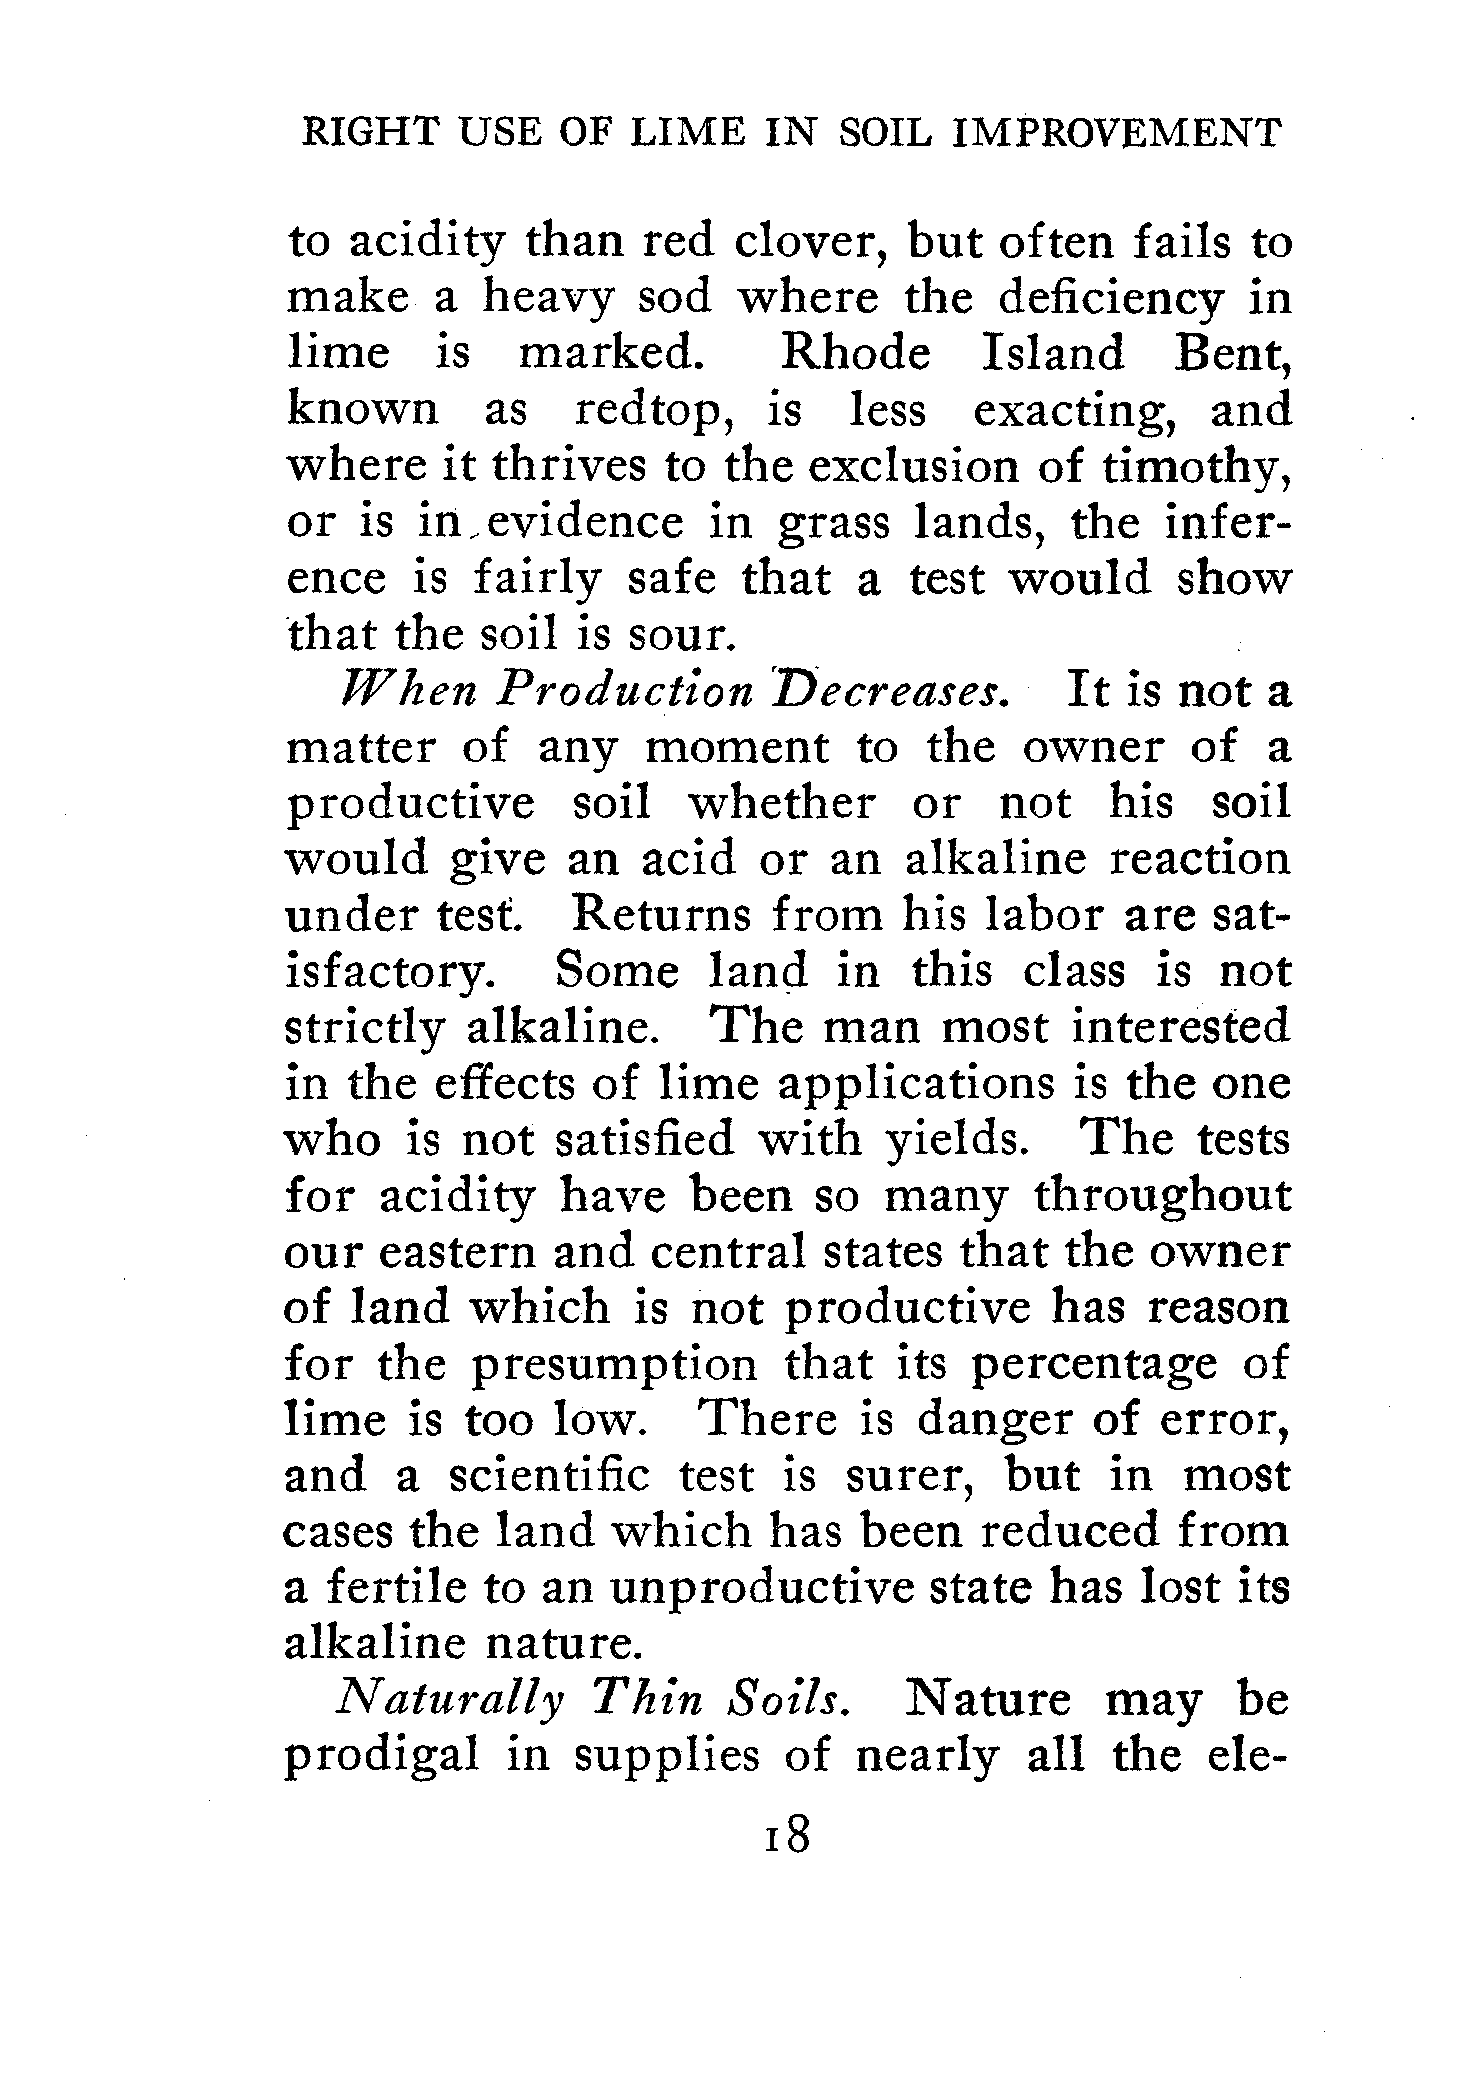 RIGHT USE OF LIME IN SOIL IMPROVEMENT
to acidity than red clover, but often fails to
make a heavy sod where the deficiency in
lime is marked. Rhode Island Bent,
known as redtop, is less exacting, and
where it thrives to the exclusion of timothy,
or is in evidence in grass lands, the infer-
ence is fairly safe that a test would show
that the soil is sour.
When Production Decreases. It is not a
matter of any moment to the owner of a
productive soil whether or not his soil
would give an acid or an alkaline reaction
under test. Returns from his labor are sat-
isfactory. Some land in this class is not
strictly alkaline. The man most interested
in the effects of lime applications is the one
who is not satisfied with yields. The tests
for acidity have been so many throughout
our eastern and central states that the owner
of land which is not productive has reason
for the presumption that its percentage of
lime is too low. There is danger of error,
and a scientific test is surer, but in most
cases the land which has been reduced from
a fertile to an unproductive state has lost its
alkaline nature.
Naturally Thin Soils. Nature may be
prodigal in supplies of nearly all the ele-
18